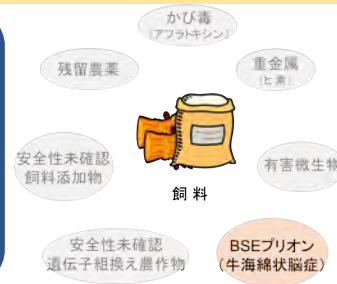 かび毒
(アフラトキシン)
残留農薬
重金属
(ヒ素)
安全性未確認
飼料添加物
飼料
有害微生物
安全性未確認
遺伝子組換え農作物
BSEプリオン
(牛海綿状脳症)